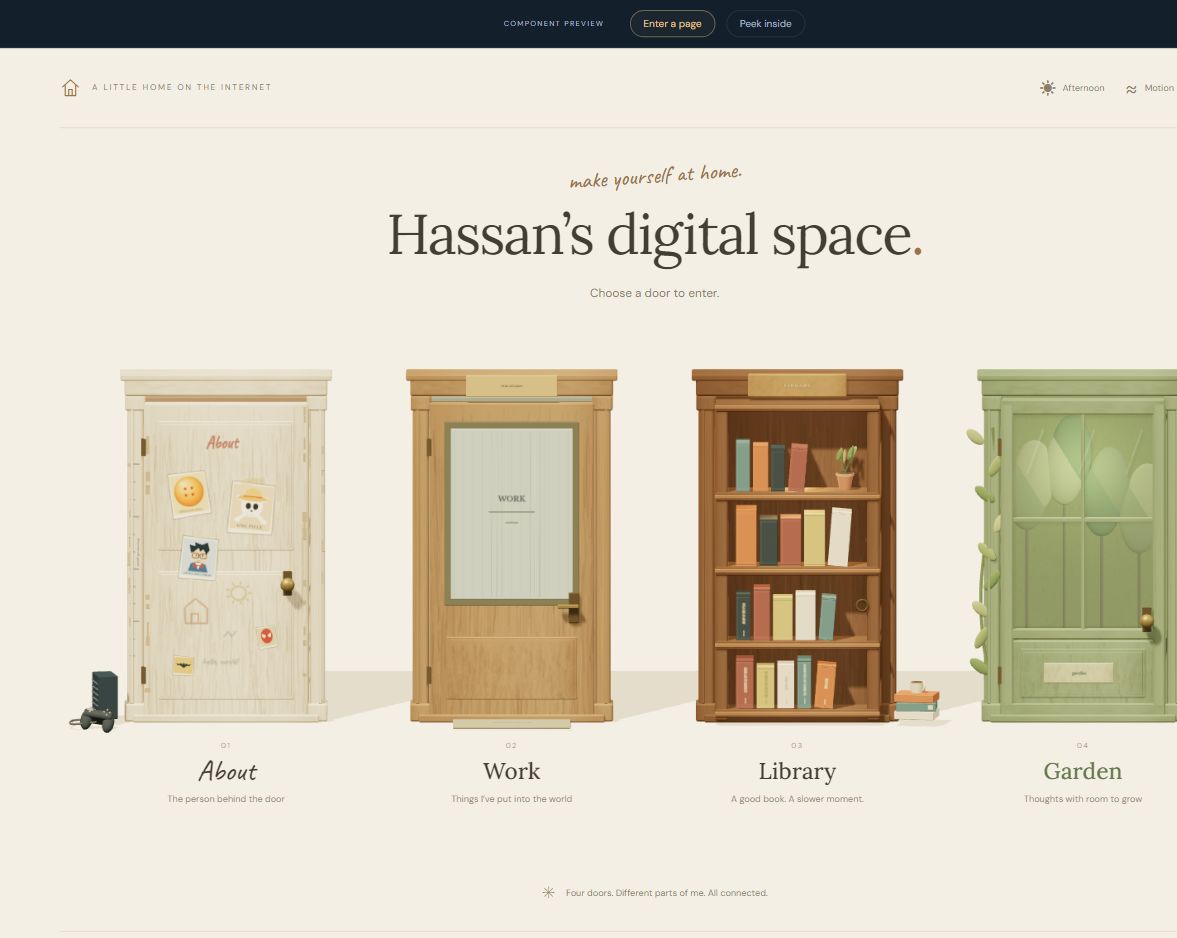 COMPONENT PREVIEW
Enter a page
Peek inside
A LITTLE HOME ON THE INTERNET
Afternoon
Motion
make yourself at home.
Hassan’s digital space.
Choose a door to enter.
About
ONE PIECE
hello, world!
WORK
LIBRARY
garden
01
About
The person behind the door
02
Work
Things I’ve put into the world
03
Library
A good book. A slower moment.
04
Garden
Thoughts with room to grow
Four doors. Different parts of me. All connected.